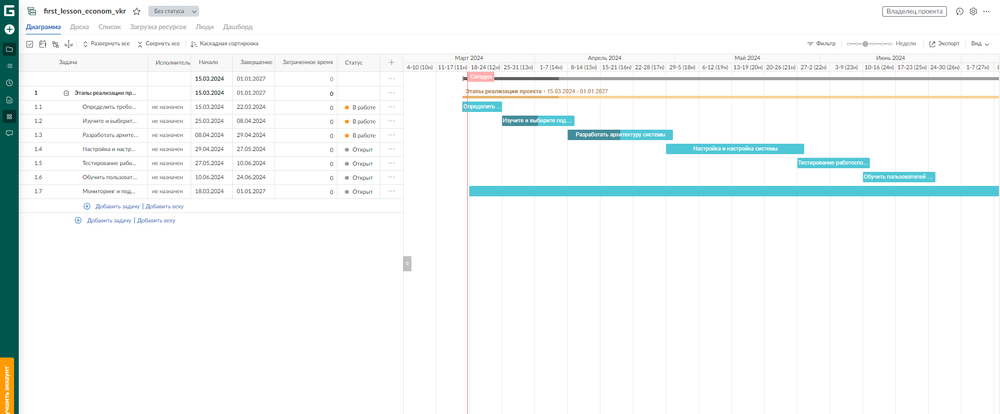 first_lesson_econom_vkr Без статуса Владелец проекта
Диаграмма Доска Список Загрузка ресурсов Люди Дашборд
Развернуть все Свернуть все Каскадная сортировка Фильтр Недели Экспорт Вид
Задача Исполнитель Начало Завершение Затраченное время Статус
Март 2024 Апрель 2024 Май 2024 Июнь 2024
4-10 (10н) 11-17 (11н) 18-24 (12н) 25-31 (13н) 1-7 (14н) 8-14 (15н) 15-21 (16н) 22-28 (17н) 29-5 (18н) 6-12 (19н) 13-19 (20н) 20-26 (21н) 27-2 (22н) 3-9 (23н) 10-16 (24н) 17-23 (25н) 24-30 (26н) 1-7 (27н)
15.03.2024 01.01.2027 0 ... Сегодня
1 Этапы реализации пр... 15.03.2024 01.01.2027 0 ... Этапы реализации проекта 15.03.2024 - 01.01.2027
1.1 Определить требо... не назначен 15.03.2024 22.03.2024 0 В работе ... Определить ...
1.2 Изучите и выберит... не назначен 25.03.2024 08.04.2024 0 В работе ... Изучите и выберите под...
1.3 Разработать архите... не назначен 08.04.2024 29.04.2024 0 В работе ... Разработать архитектуру системы
1.4 Настройка и настр... не назначен 29.04.2024 27.05.2024 0 Открыт ... Настройка и настройка системы
1.5 Тестирование рабо... не назначен 27.05.2024 10.06.2024 0 Открыт ... Тестирование работоспо...
1.6 Обучить пользоват... не назначен 10.06.2024 24.06.2024 0 Открыт ... Обучить пользователей ...
1.7 Мониторинг и под... не назначен 18.03.2024 01.01.2027 0 Открыт ...
Добавить задачу | Добавить веху
Добавить задачу | Добавить веху
учшить аккаунт